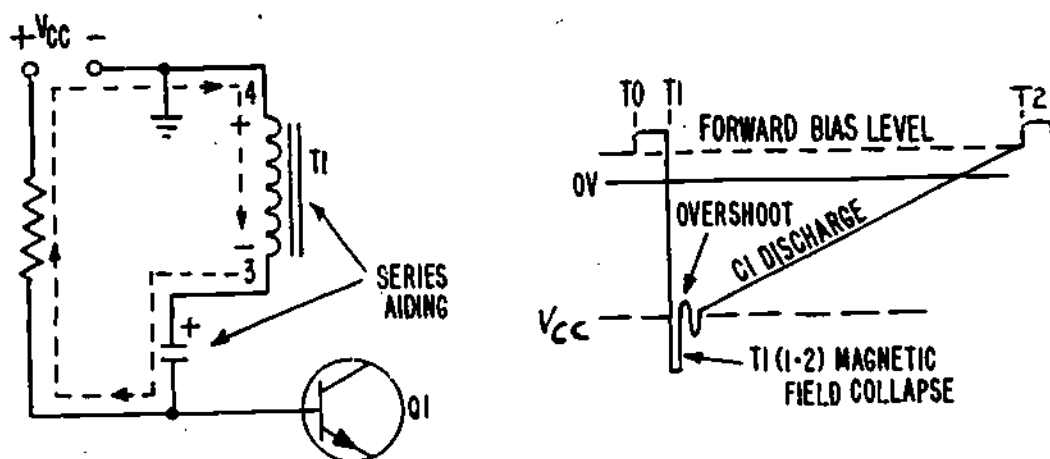 + VCC -
4
+
T1
-
3
SERIES
AIDING
+
Q1
T0 T1 T2
FORWARD BIAS LEVEL
0V
OVERSHOOT
C1 DISCHARGE
VCC
T1 (1-2) MAGNETIC
FIELD COLLAPSE